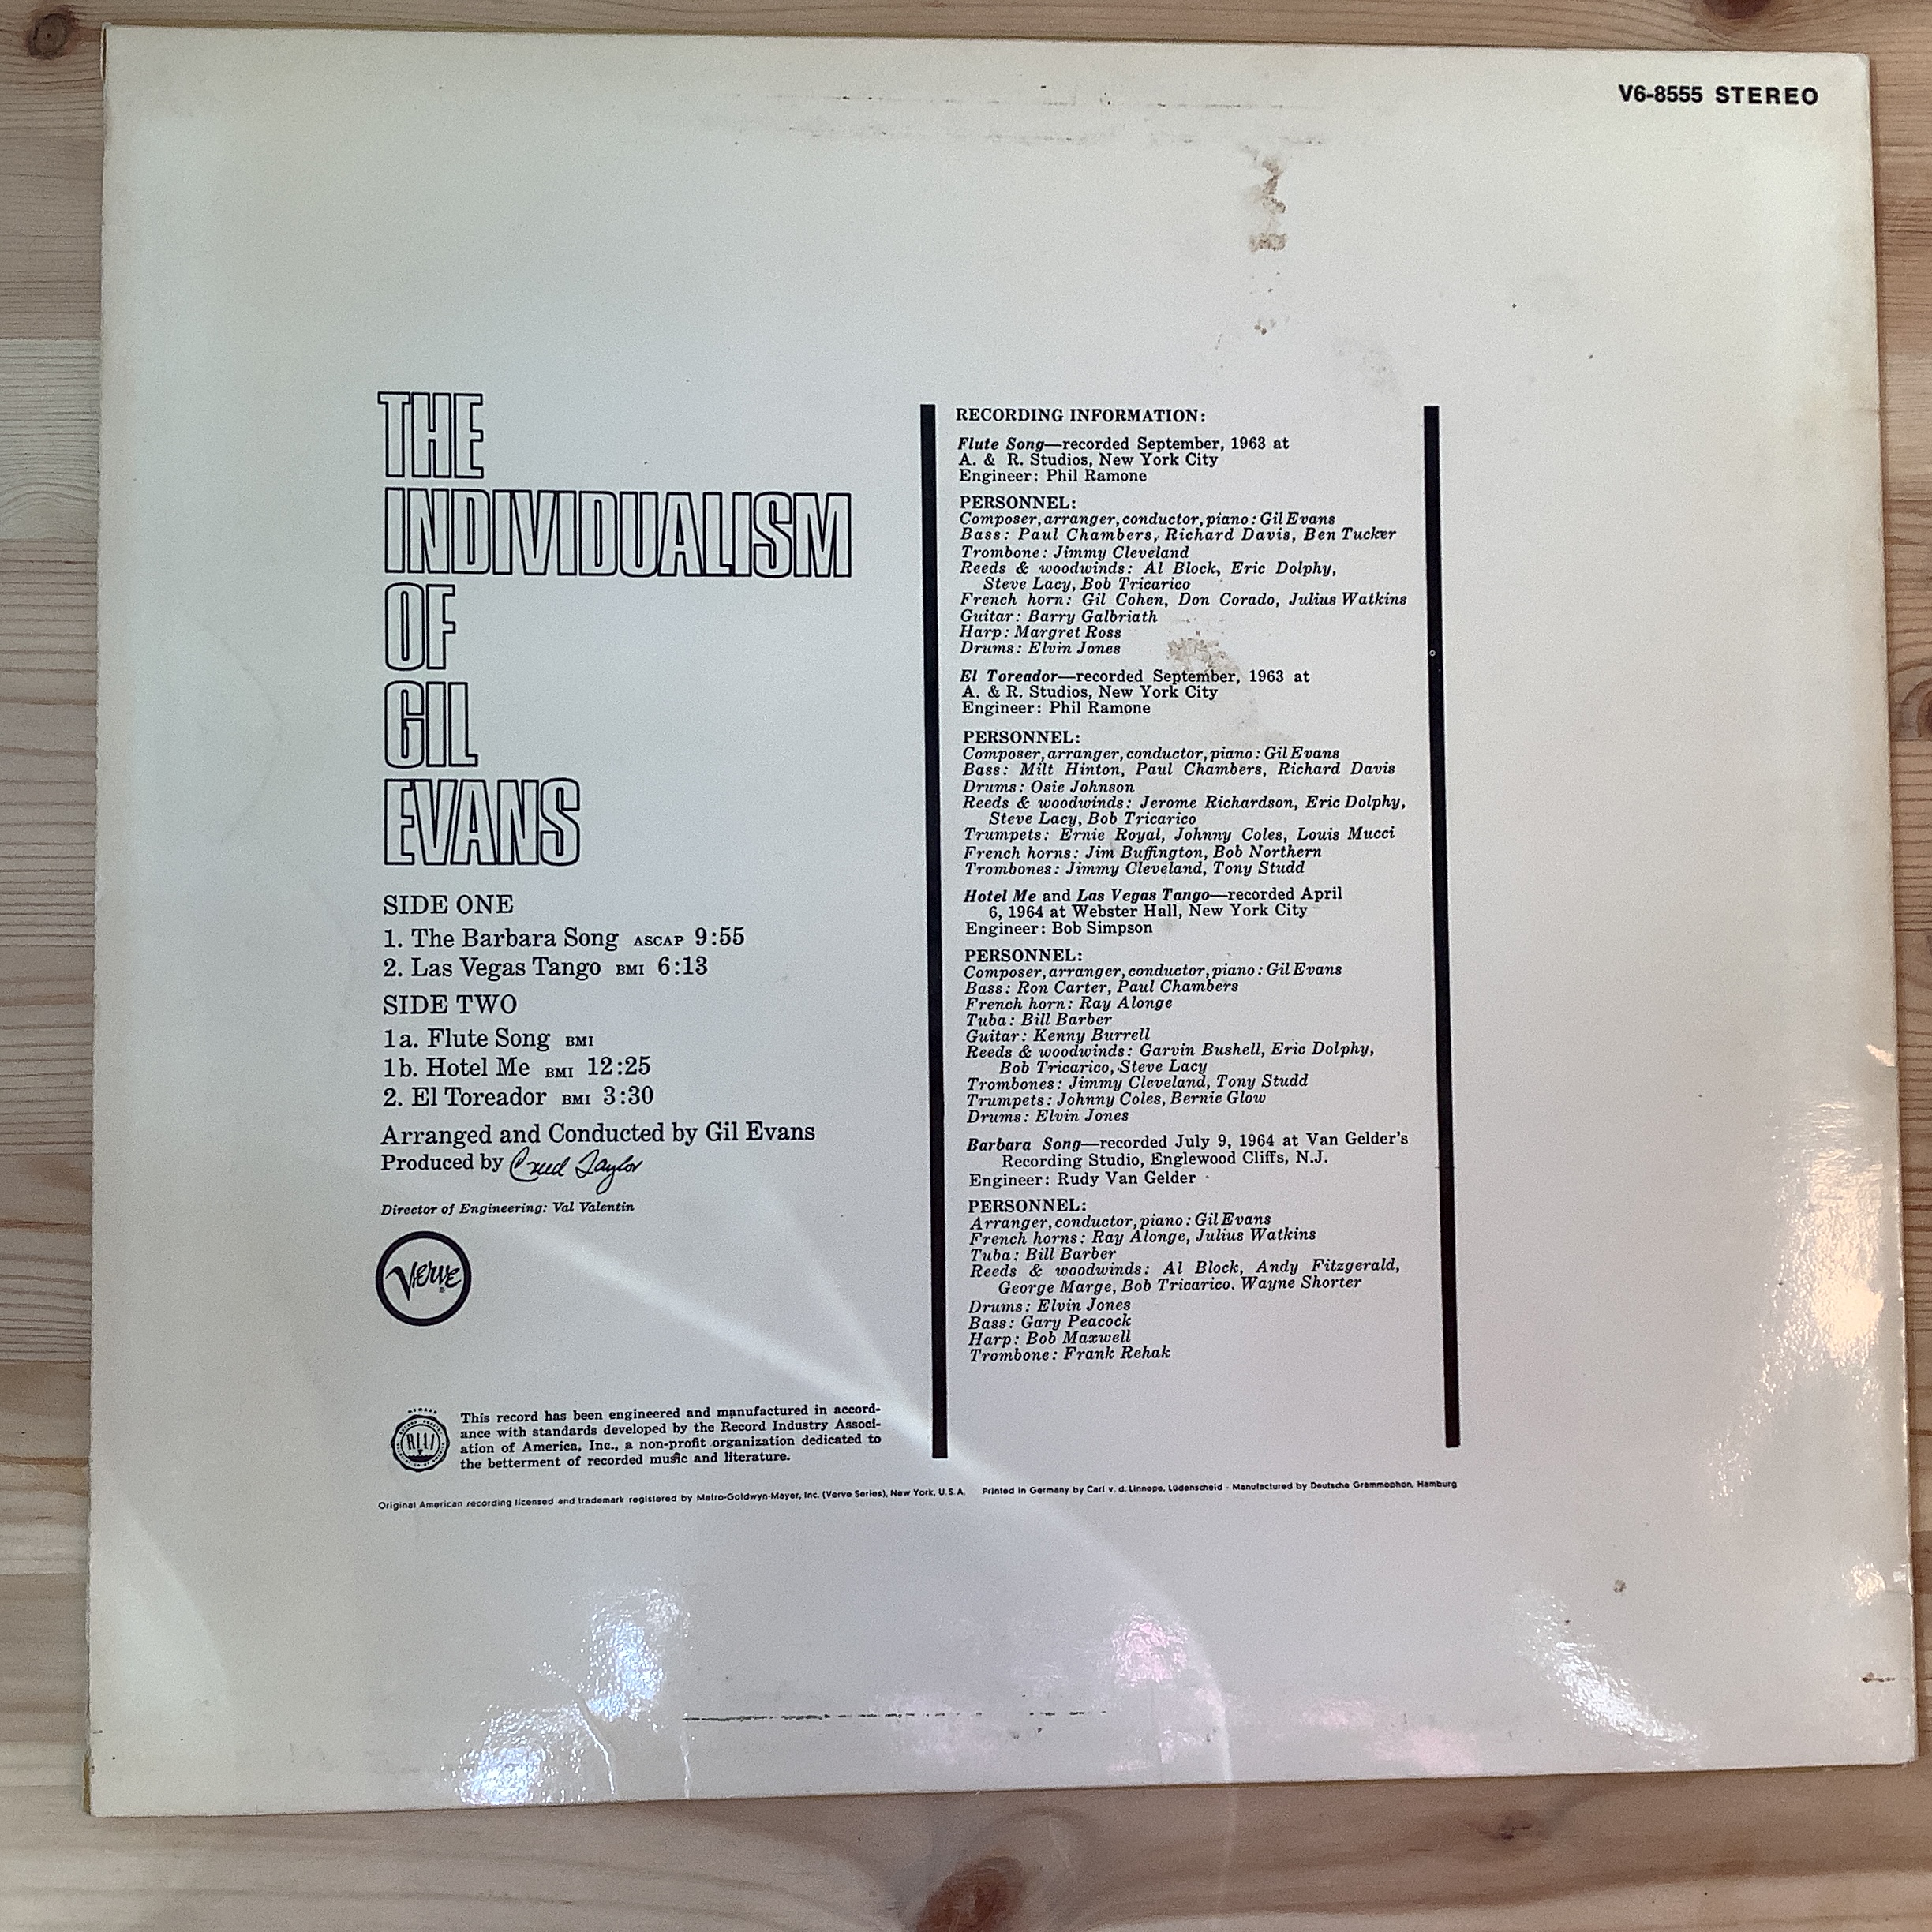 V6-8555 STEREO
THE
INDIVIDUALISM
OF
GIL
EVANS
SIDE ONE
1. The Barbara Song ASCAP 9:55
2. Las Vegas Tango BMI 6:13
SIDE TWO
1a. Flute Song BMI
1b. Hotel Me BMI 12:25
2. El Toreador BMI 3:30
Arranged and Conducted by Gil Evans
Produced by Creed Taylor
Director of Engineering: Val Valentin
Verve
MEMBER
RIAA
This record has been engineered and manufactured in accord-
ance with standards developed by the Record Industry Associ-
ation of America, Inc., a non-profit organization dedicated to
the betterment of recorded music and literature.
RECORDING INFORMATION:
Flute Song—recorded September, 1963 at
A. & R. Studios, New York City
Engineer: Phil Ramone
PERSONNEL:
Composer, arranger, conductor, piano: Gil Evans
Bass: Paul Chambers, Richard Davis, Ben Tucker
Trombone: Jimmy Cleveland
Reeds & woodwinds: Al Block, Eric Dolphy,
Steve Lacy, Bob Tricarico
French horn: Gil Cohen, Don Corado, Julius Watkins
Guitar: Barry Galbriath
Harp: Margret Ross
Drums: Elvin Jones
El Toreador—recorded September, 1963 at
A. & R. Studios, New York City
Engineer: Phil Ramone
PERSONNEL:
Composer, arranger, conductor, piano: Gil Evans
Bass: Milt Hinton, Paul Chambers, Richard Davis
Drums: Osie Johnson
Reeds & woodwinds: Jerome Richardson, Eric Dolphy,
Steve Lacy, Bob Tricarico
Trumpets: Ernie Royal, Johnny Coles, Louis Mucci
French horns: Jim Buffington, Bob Northern
Trombones: Jimmy Cleveland, Tony Studd
Hotel Me and Las Vegas Tango—recorded April
6, 1964 at Webster Hall, New York City
Engineer: Bob Simpson
PERSONNEL:
Composer, arranger, conductor, piano: Gil Evans
Bass: Ron Carter, Paul Chambers
French horn: Ray Alonge
Tuba: Bill Barber
Guitar: Kenny Burrell
Reeds & woodwinds: Garvin Bushell, Eric Dolphy,
Bob Tricarico, Steve Lacy
Trombones: Jimmy Cleveland, Tony Studd
Trumpets: Johnny Coles, Bernie Glow
Drums: Elvin Jones
Barbara Song—recorded July 9, 1964 at Van Gelder's
Recording Studio, Englewood Cliffs, N.J.
Engineer: Rudy Van Gelder
PERSONNEL:
Arranger, conductor, piano: Gil Evans
French horns: Ray Alonge, Julius Watkins
Tuba: Bill Barber
Reeds & woodwinds: Al Block, Andy Fitzgerald,
George Marge, Bob Tricarico. Wayne Shorter
Drums: Elvin Jones
Bass: Gary Peacock
Harp: Bob Maxwell
Trombone: Frank Rehak
Original American recording licensed and trademark registered by Metro-Goldwyn-Mayer, Inc. (Verve Series), New York, U.S.A. Printed in Germany by Carl v. d. Linnepe, Lüdenscheid - Manufactured by Deutsche Grammophon, Hamburg